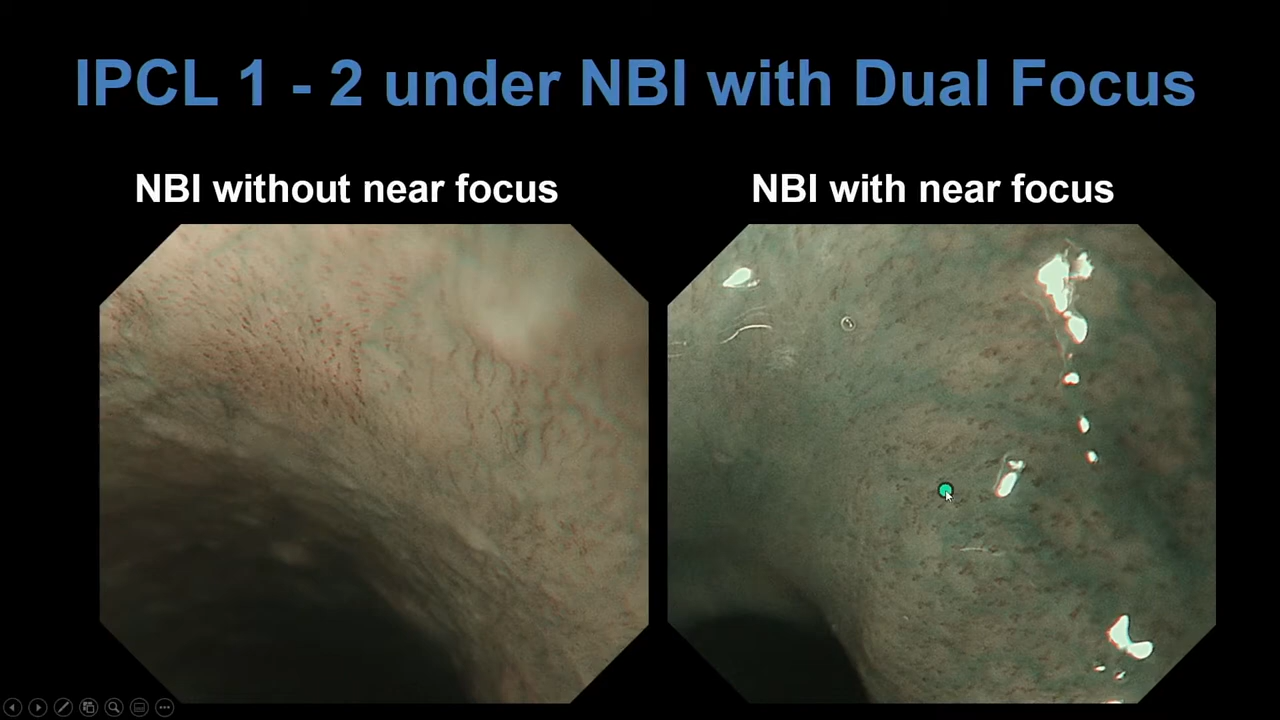 IPCL 1 - 2 under NBI with Dual Focus
NBI without near focus
NBI with near focus